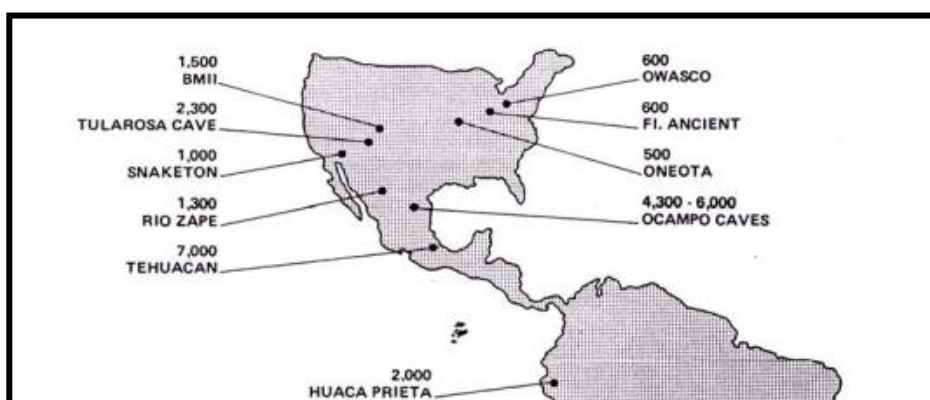 1,500
BMII
2,300
TULAROSA CAVE
1,000
SNAKETON
1,300
RIO ZAPE
7,000
TEHUACAN
600
OWASCO
600
FI. ANCIENT
500
ONEOTA
4,300 - 6,000
OCAMPO CAVES
2.000
HUACA PRIETA